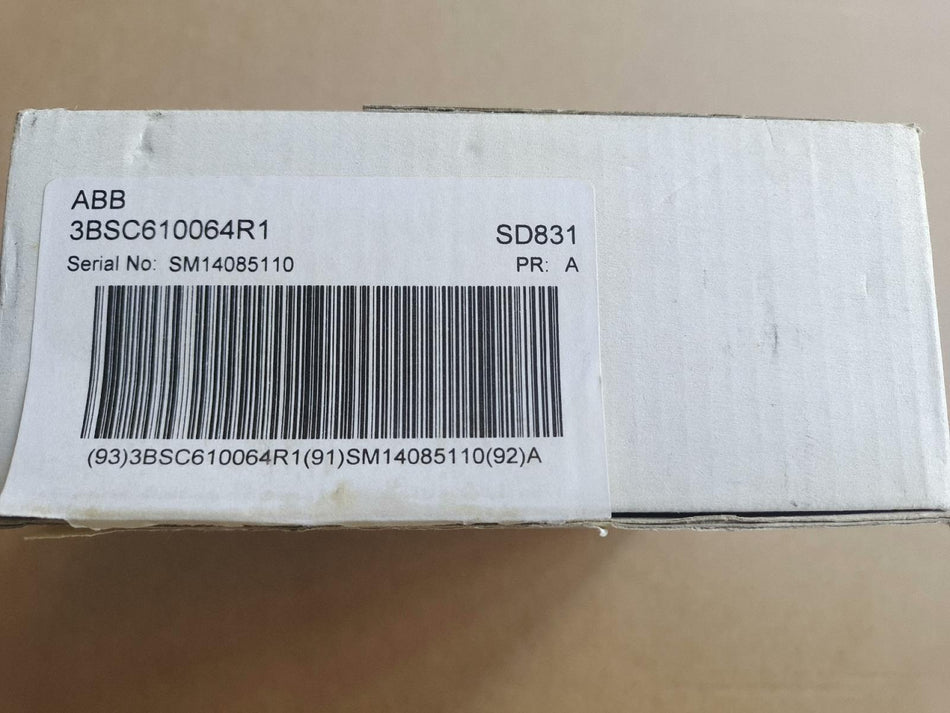 ABB
3BSC610064R1
SD831
Serial No: SM14085110
PR: A
(93)3BSC610064R1(91)SM14085110(92)A